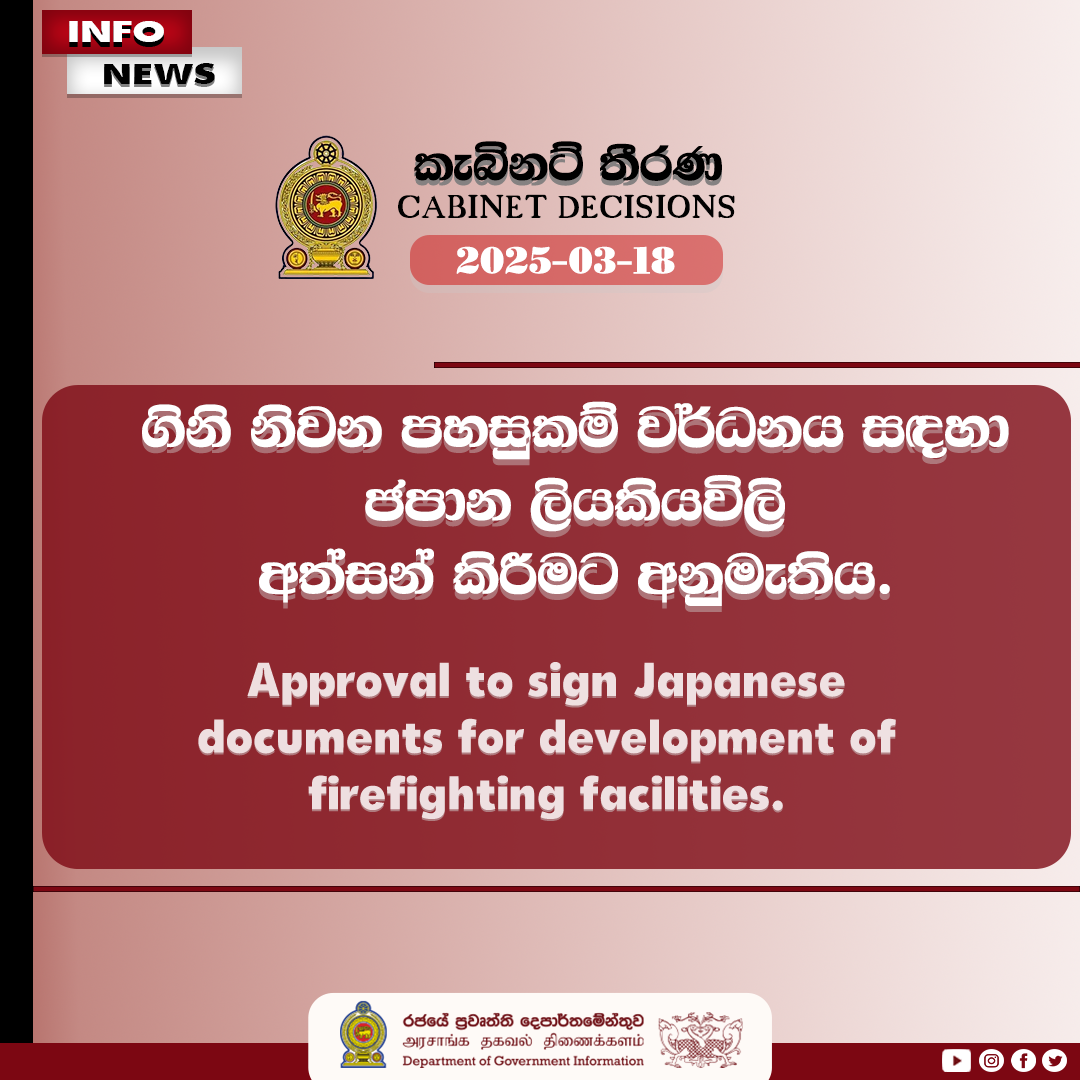 INFO
NEWS
කැබිනට් තීරණ
CABINET DECISIONS
2025-03-18
ගිනි නිවන පහසුකම් වර්ධනය සඳහා
ජපාන ලියකියවිලි
අත්සන් කිරීමට අනුමැතිය.
Approval to sign Japanese
documents for development of
firefighting facilities.
රජයේ ප්‍රවෘත්ති දෙපාර්තමේන්තුව
அரசாங்க தகவல் திணைக்களம்
Department of Government Information